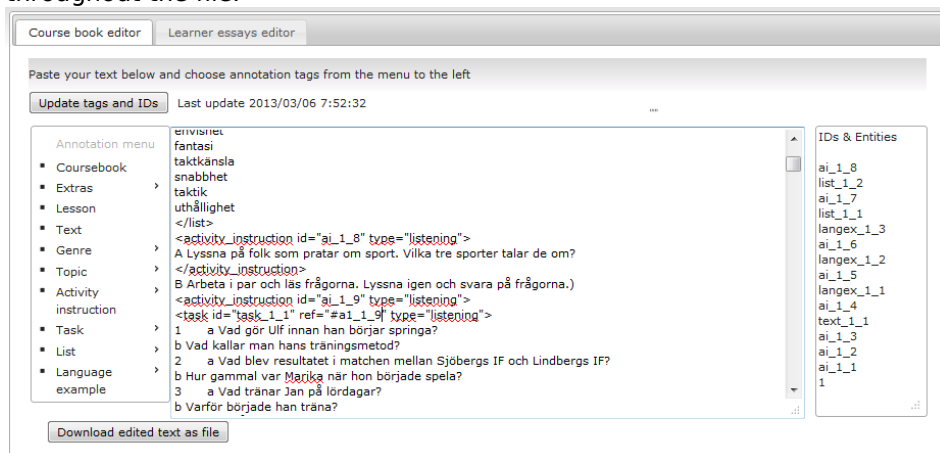 throughout the file.
Course book editor
Learner essays editor
Paste your text below and choose annotation tags from the menu to the left
Update tags and IDs
Last update 2013/03/06 7:52:32
Annotation menu
Coursebook
Extras
Lesson
Text
Genre
Topic
Activity
instruction
Task
List
Language
example
envishet
fantasi
taktkänsla
snabbhet
taktik
uthållighet
</list>
<activity_instruction id="ai_1_8" type="listening">
A Lyssna på folk som pratar om sport. Vilka tre sporter talar de om?
</activity_instruction>
B Arbeta i par och läs frågorna. Lyssna igen och svara på frågorna.)
<activity_instruction id="ai_1_9" type="listening">
<task id="task_1_1" ref="#a1_1_9" type="listening">
1 a Vad gör Ulf innan han börjar springa?
b Vad kallar man hans träningsmetod?
2 a Vad blev resultatet i matchen mellan Sjöbergs IF och Lindbergs IF?
b Hur gammal var Marika när hon började spela?
3 a Vad tränar Jan på lördagar?
b Varför började han träna?
IDs & Entities
ai_1_8
list_1_2
ai_1_7
list_1_1
langex_1_3
ai_1_6
langex_1_2
ai_1_5
langex_1_1
ai_1_4
text_1_1
ai_1_3
ai_1_2
ai_1_1
1
Download edited text as file